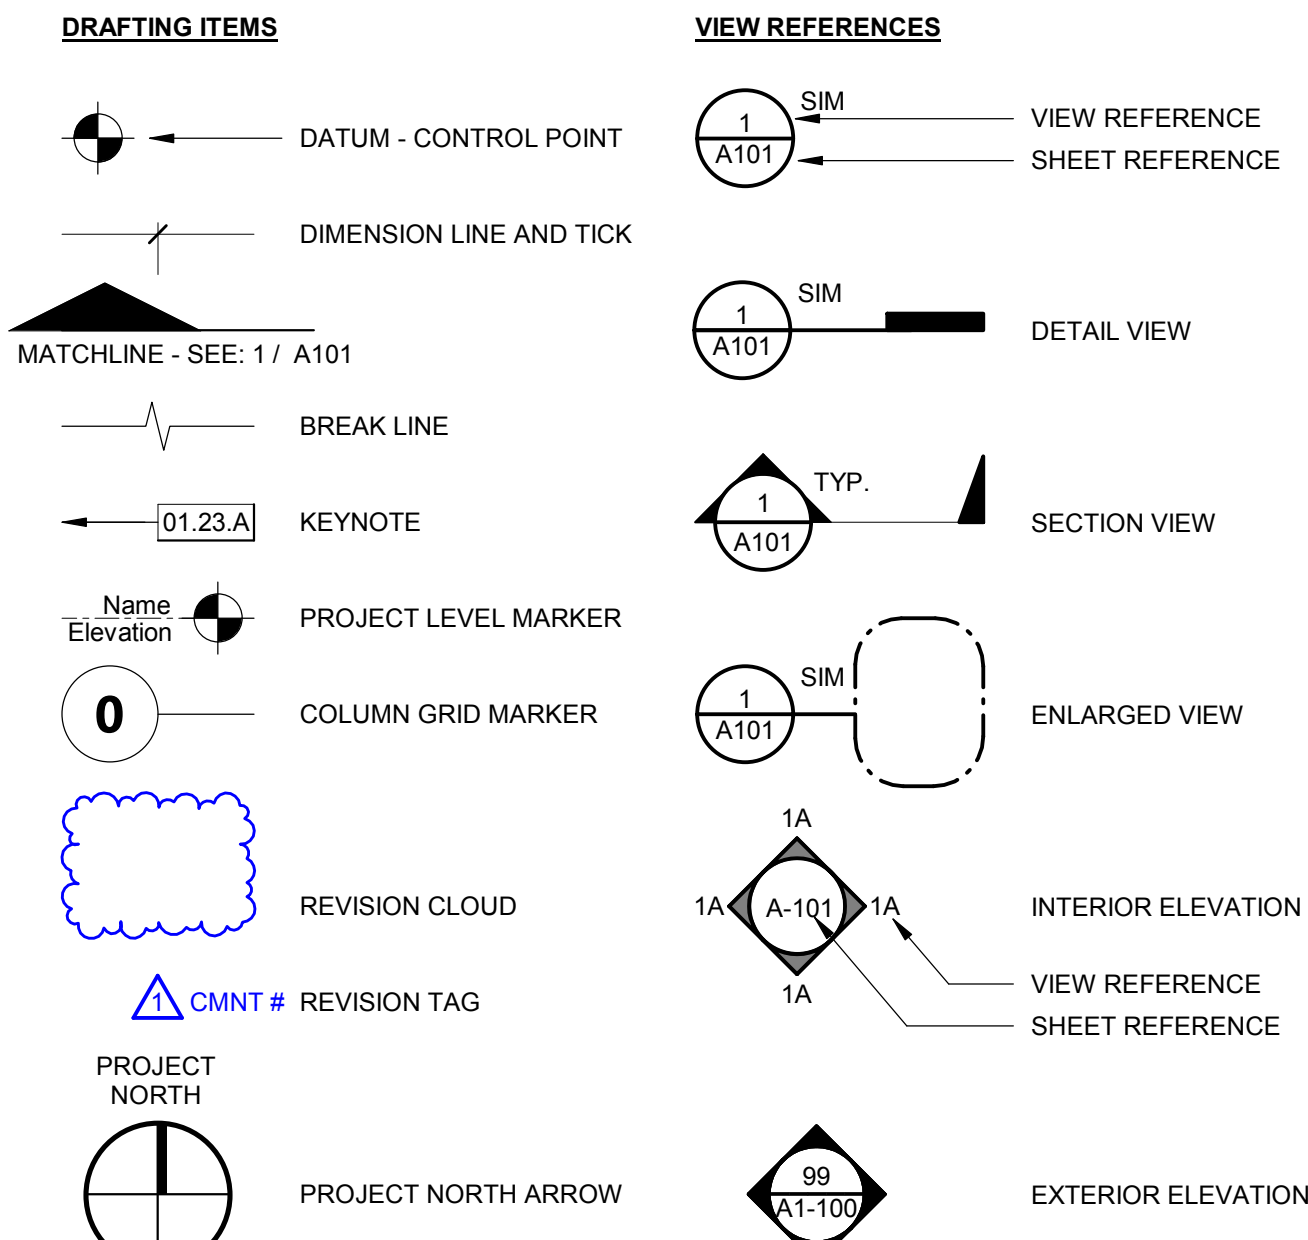 DRAFTING ITEMS
DATUM - CONTROL POINT
DIMENSION LINE AND TICK
MATCHLINE - SEE: 1 / A101
BREAK LINE
01.23.A KEYNOTE
Name
Elevation
PROJECT LEVEL MARKER
0 COLUMN GRID MARKER
REVISION CLOUD
1 CMNT # REVISION TAG
PROJECT
NORTH
PROJECT NORTH ARROW
VIEW REFERENCES
SIM
1
A101
VIEW REFERENCE
SHEET REFERENCE
SIM
1
A101
DETAIL VIEW
TYP.
1
A101
SECTION VIEW
SIM
1
A101
ENLARGED VIEW
1A
1A A-101 1A
1A
INTERIOR ELEVATION
VIEW REFERENCE
SHEET REFERENCE
99
A1-100
EXTERIOR ELEVATION